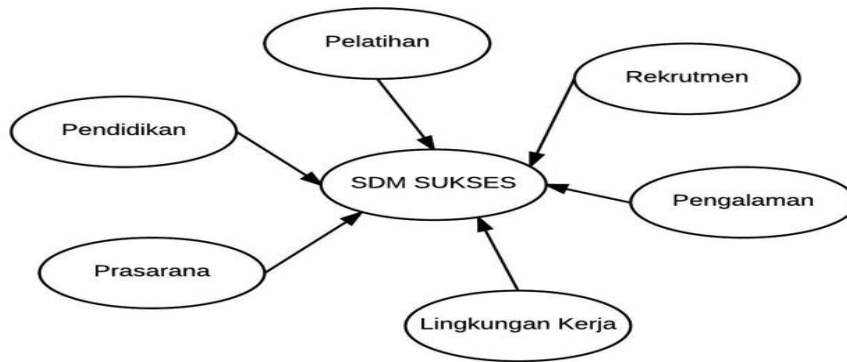 Pelatihan
Rekrutmen
Pendidikan
SDM SUKSES
Pengalaman
Prasarana
Lingkungan Kerja